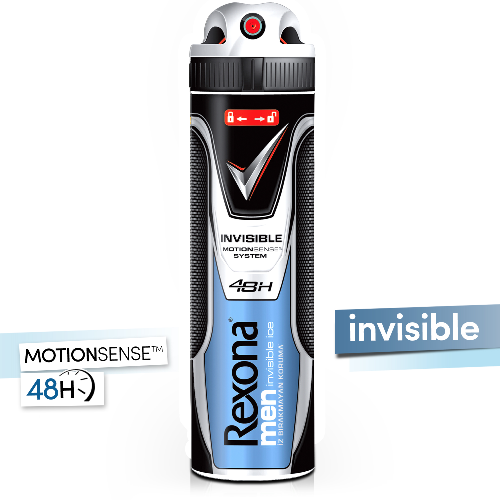 INVISIBLE
MOTIONSENSE
SYSTEM
48H
Rexona®
men invisible ice
İZ BIRAKMAYAN KORUMA
MOTIONSENSE™
48H
invisible